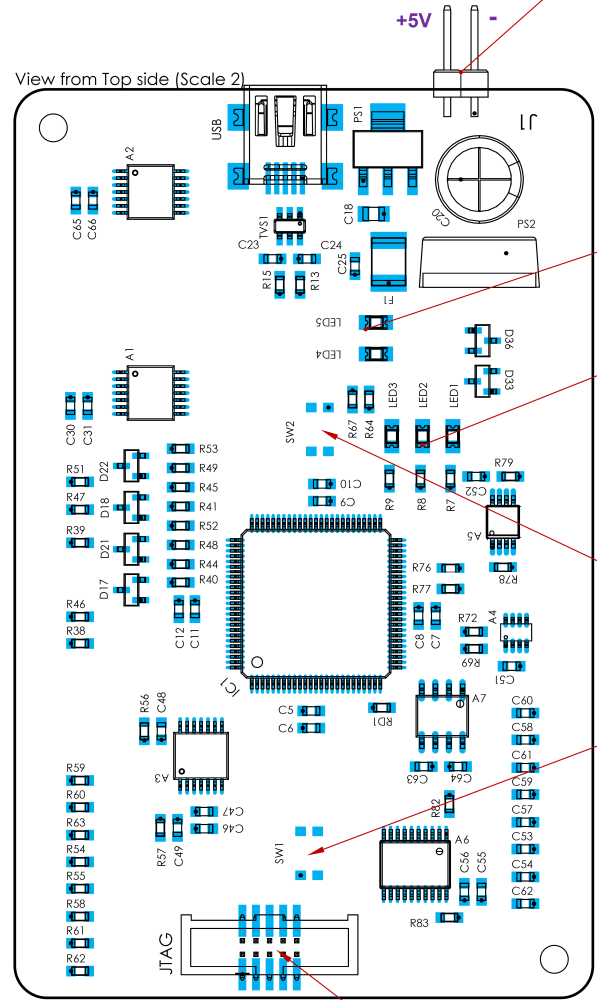 +5V -
View from Top side (Scale 2)
J1
PS1
USB
A2
C20
PS2
C18
TVS1
C65
C66
C23
C24
C25
R15
R13
F1
LED5
LED4
D36
D33
A1
C30
C31
SW2
R67
R64
LED3
LED2
LED1
R53
R49
R45
R41
R52
R48
R44
R40
D22
D18
D21
D17
R51
R47
R39
R46
R38
C10
C9
R9
R8
R7
C52
R79
A5
R78
R76
R77
C12
C11
C8
C7
R72
R69
A4
C51
IC1
C5
C6
RD1
A7
C63
C64
R56
C48
A3
C47
C46
R57
C49
R82
C60
C58
C61
C59
C57
C53
C54
C62
R59
R60
R63
R54
R55
R58
R61
R62
SW1
A6
C56
C55
R83
JTAG